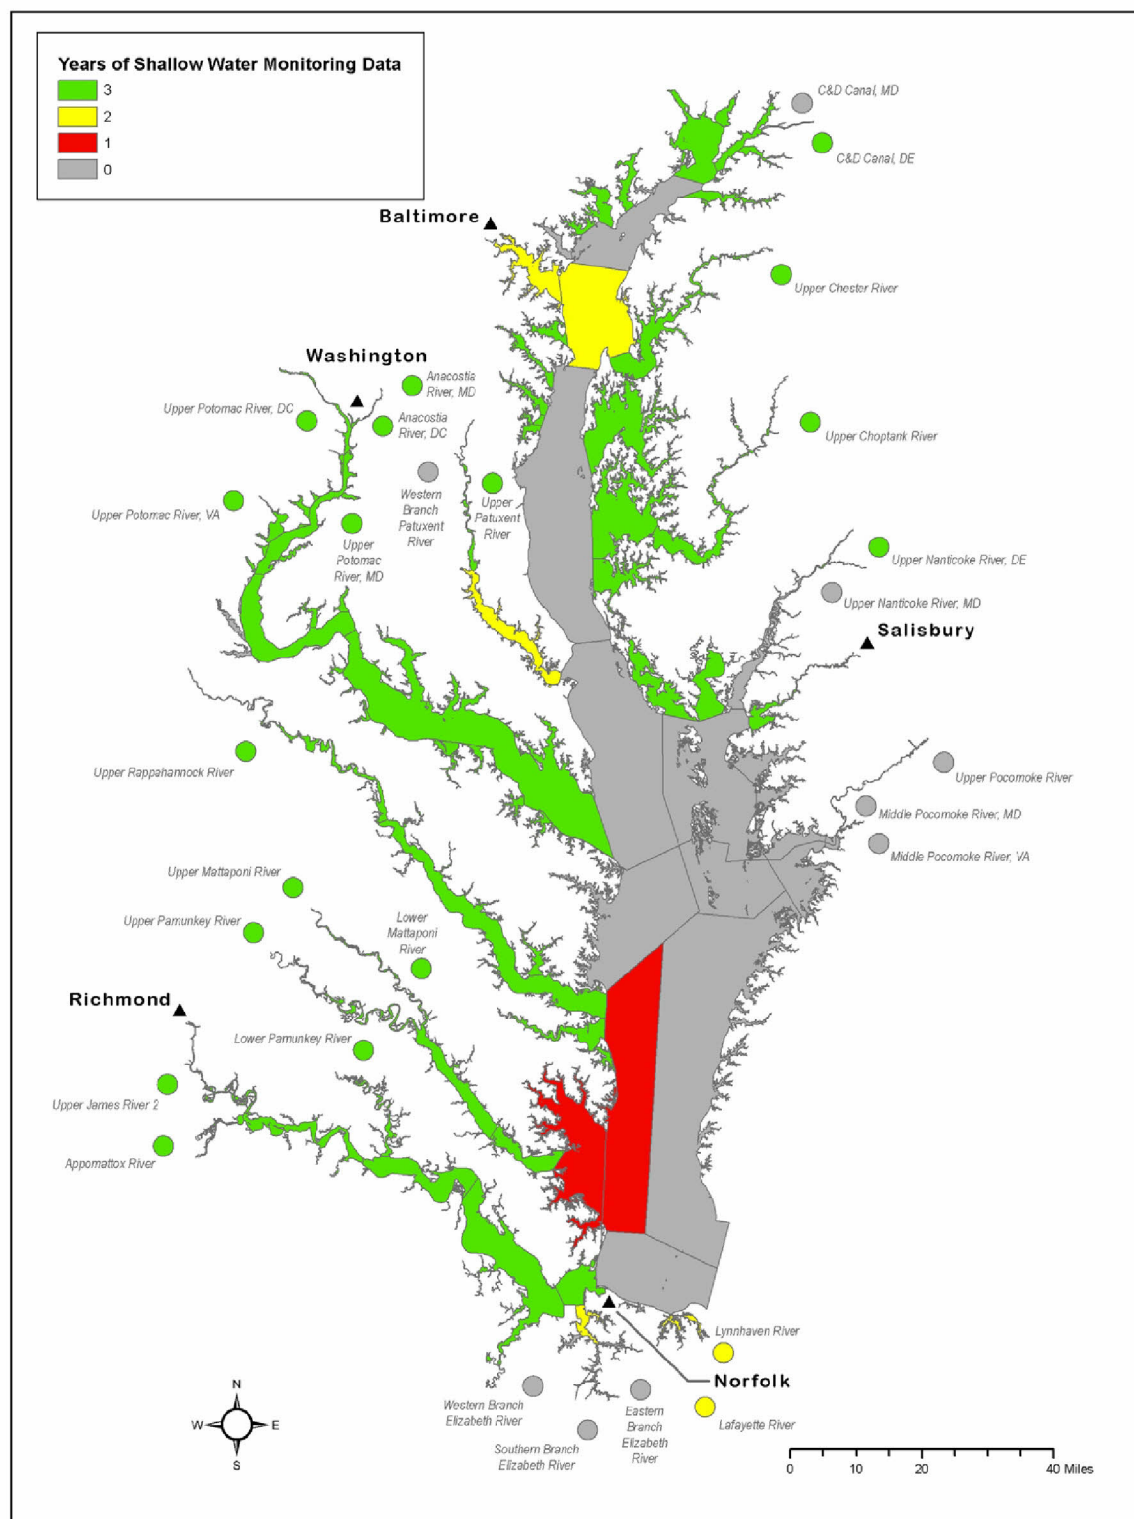 Years of Shallow Water Monitoring Data
3
2
1
0
C&D Canal, MD
C&D Canal, DE
Baltimore
Upper Chester River
Washington
Anacostia
River, MD
Upper Potomac River, DC
Anacostia
River, DC
Upper Choptank River
Western
Branch
Patuxent
River
Upper
Patuxent
River
Upper Potomac River, VA
Upper
Potomac
River, MD
Upper Nanticoke River, DE
Upper Nanticoke River, MD
Salisbury
Upper Rappahannock River
Upper Pocomoke River
Middle Pocomoke River, MD
Middle Pocomoke River, VA
Upper Mattaponi River
Upper Pamunkey River
Lower
Mattaponi
River
Richmond
Lower Pamunkey River
Upper James River 2
Appomattox River
Lynnhaven River
Norfolk
Lafayette River
Western Branch
Elizabeth River
Southern Branch
Elizabeth River
Eastern
Branch
Elizabeth
River
N
W
E
S
0
10
20
40 Miles